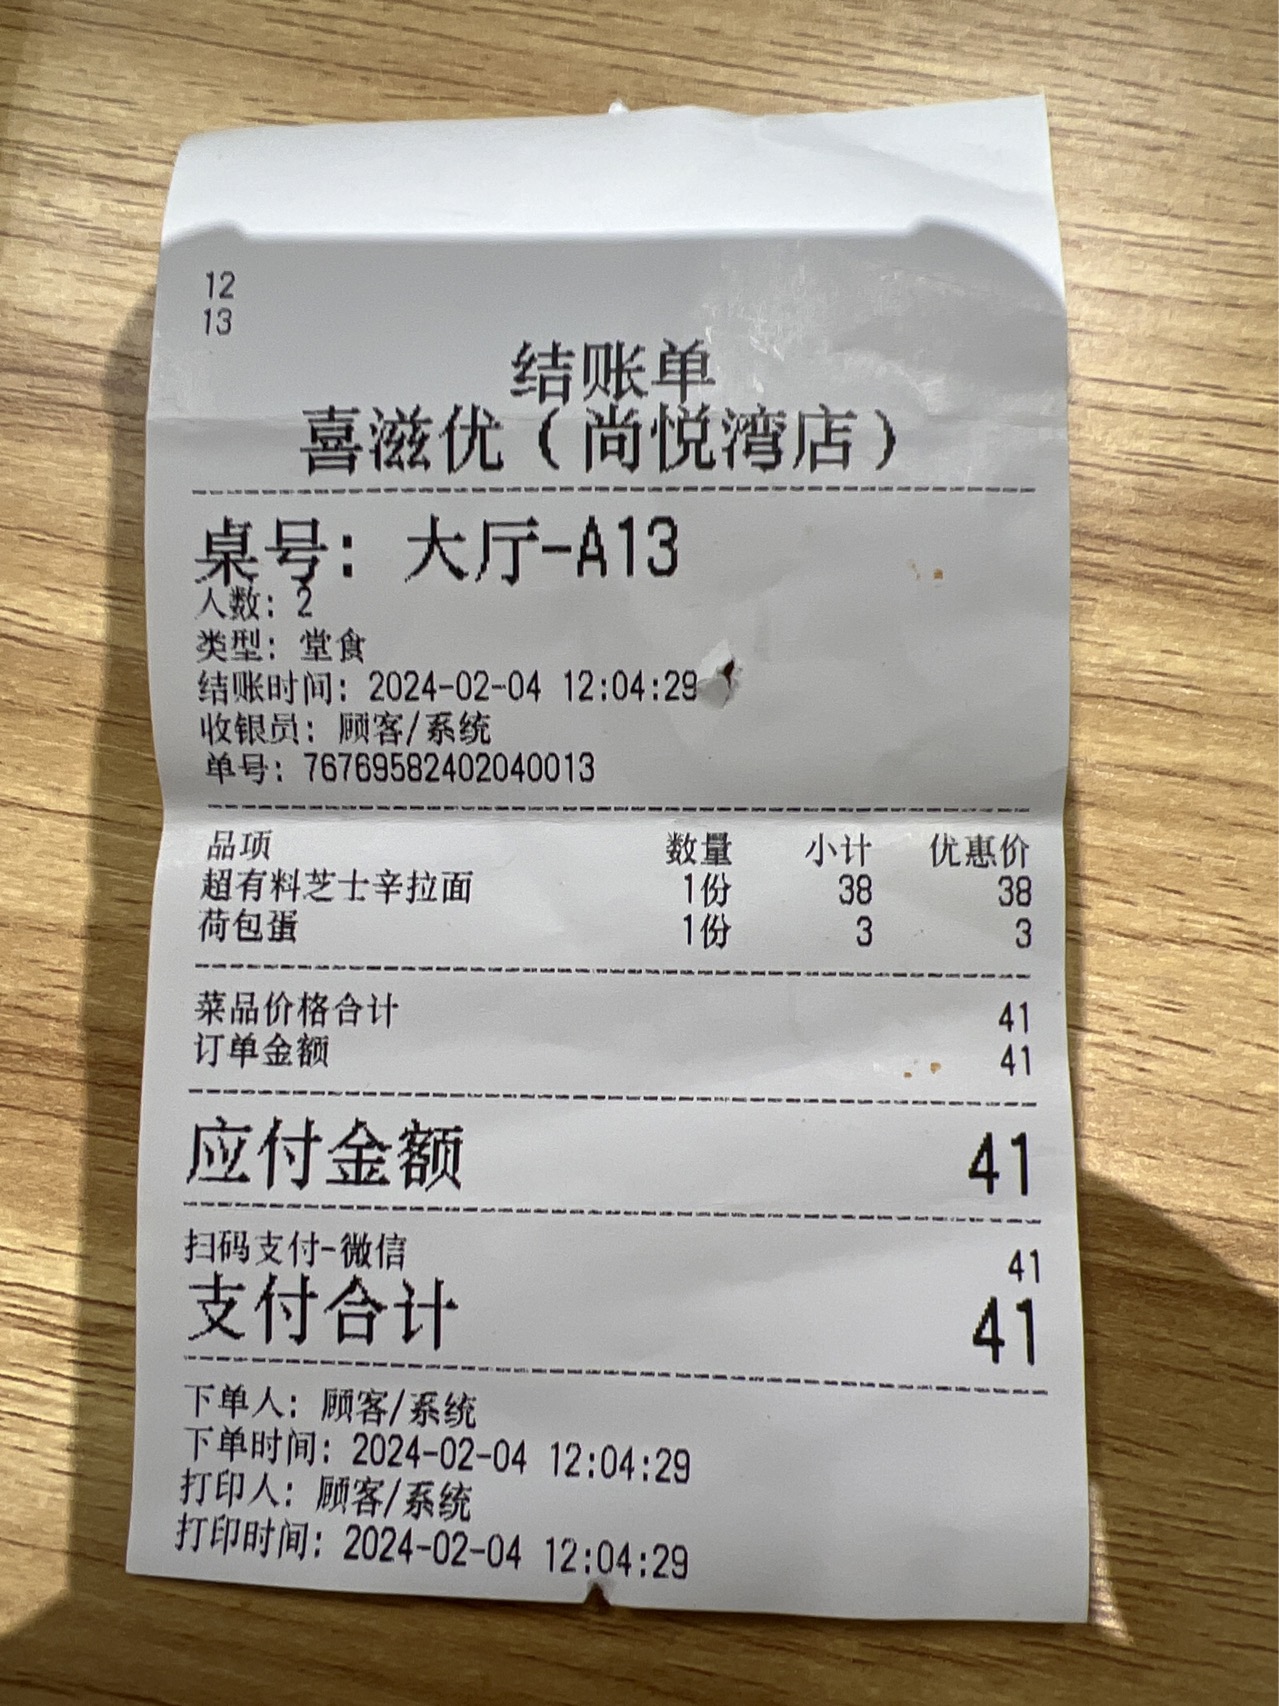 12
13
结账单
喜滋优（尚悦湾店）
桌号：大厅-A13
人数：2
类型：堂食
结账时间：2024-02-04 12:04:29
收银员：顾客/系统
单号：76769582402040013
品项 数量 小计 优惠价
超有料芝士辛拉面 1份 38 38
荷包蛋 1份 3 3
菜品价格合计 41
订单金额 41
应付金额 41
扫码支付-微信 41
支付合计 41
下单人：顾客/系统
下单时间：2024-02-04 12:04:29
打印人：顾客/系统
打印时间：2024-02-04 12:04:29